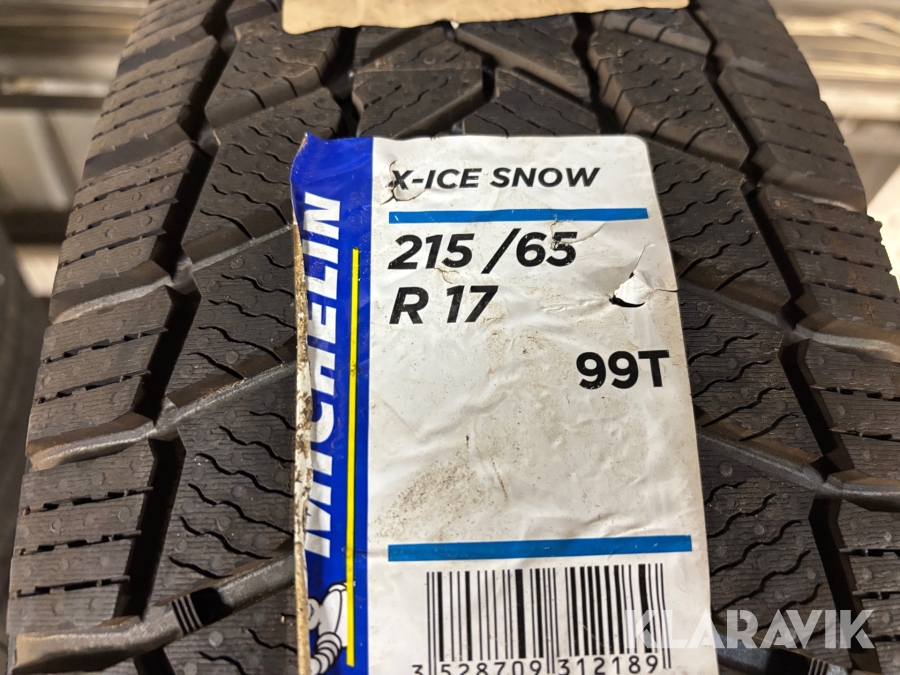 MICHELIN
X-ICE SNOW
215 /65
R 17
99T
3 528709 312189
KLARAVIK